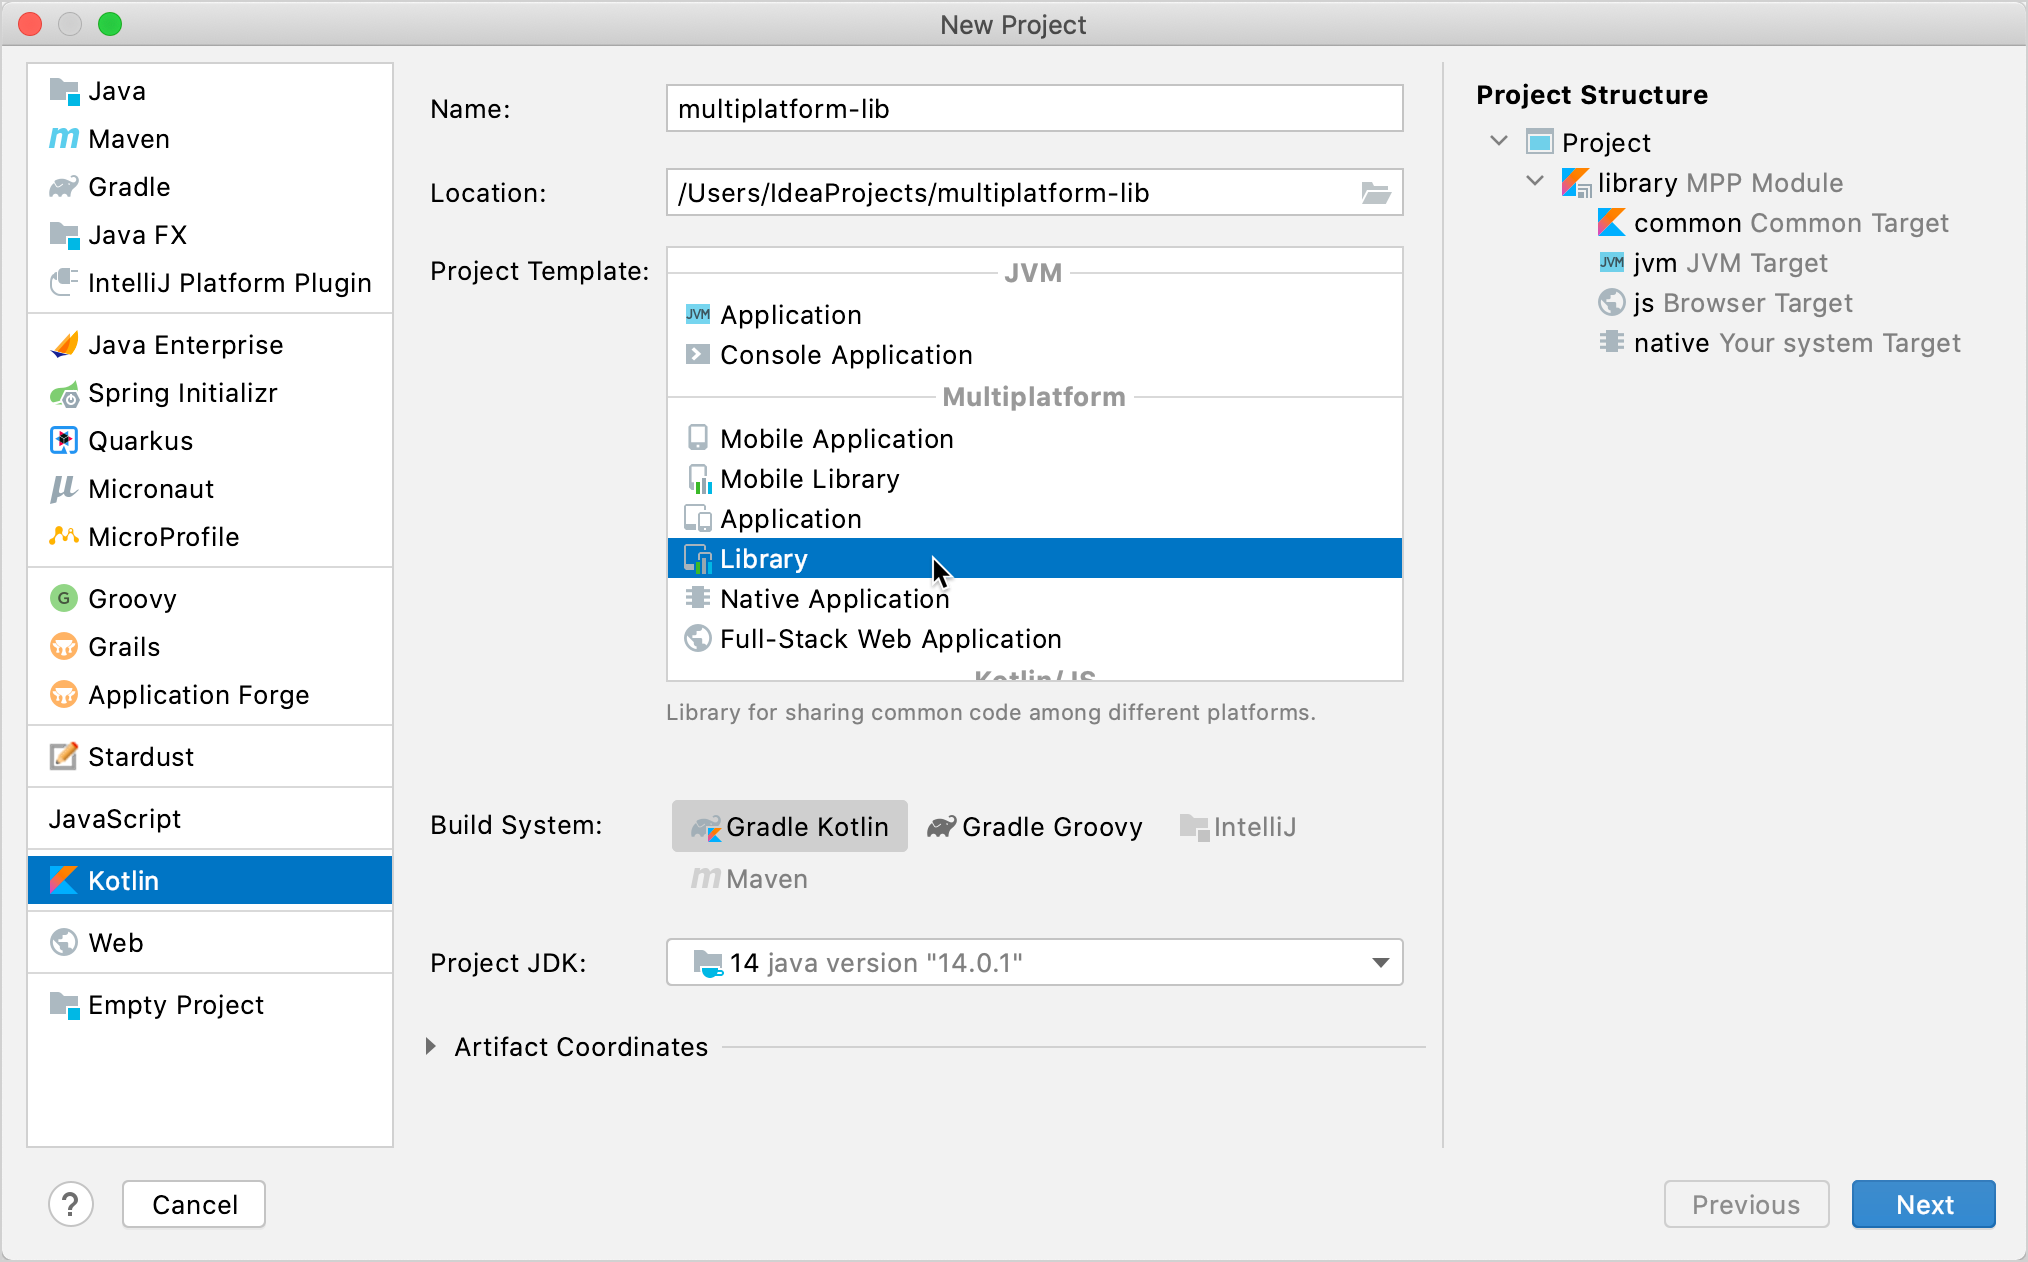 New Project
Java
Maven
Gradle
Java FX
IntelliJ Platform Plugin
Java Enterprise
Spring Initializr
Quarkus
Micronaut
MicroProfile
G Groovy
Grails
Application Forge
Stardust
JavaScript
Kotlin
Web
Empty Project
Name: multiplatform-lib
Location: /Users/IdeaProjects/multiplatform-lib
Project Template:
JVM
JVM Application
Console Application
Multiplatform
Mobile Application
Mobile Library
Application
Library
Native Application
Full-Stack Web Application
Kotlin/JS
Library for sharing common code among different platforms.
Build System: Gradle Kotlin Gradle Groovy IntelliJ
Maven
Project JDK: 14 java version "14.0.1"
Artifact Coordinates
Project Structure
Project
library MPP Module
common Common Target
JVM jvm JVM Target
js Browser Target
native Your system Target
? Cancel Previous Next